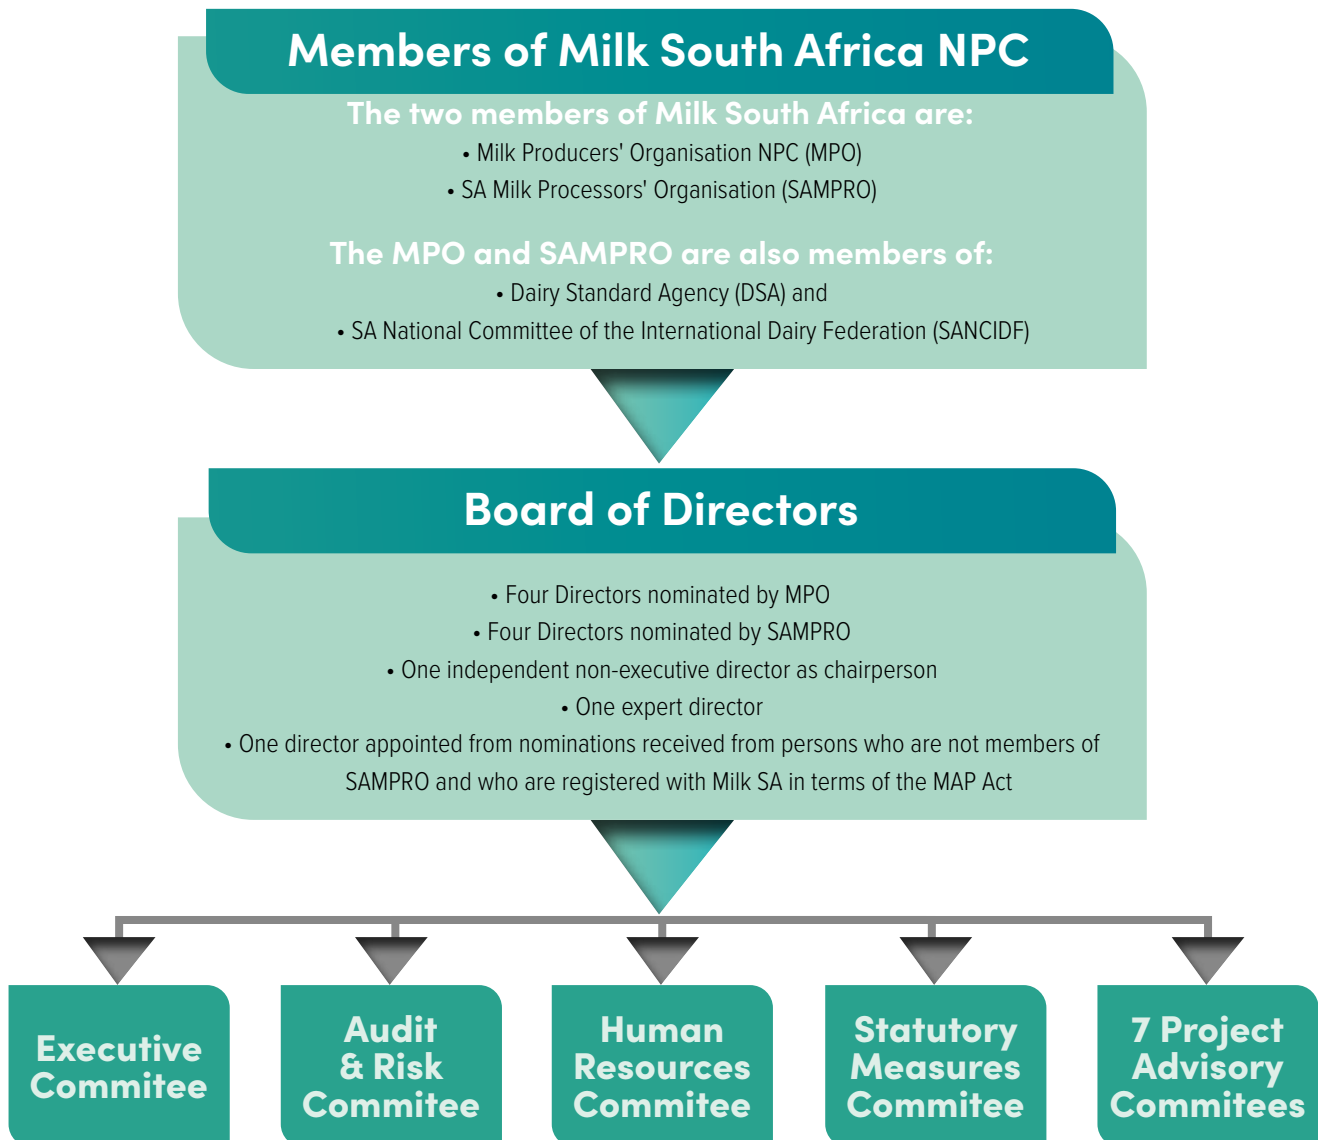 Members of Milk South Africa NPC
The two members of Milk South Africa are:
• Milk Producers' Organisation NPC (MPO)
• SA Milk Processors' Organisation (SAMPRO)
The MPO and SAMPRO are also members of:
• Dairy Standard Agency (DSA) and
• SA National Committee of the International Dairy Federation (SANCIDF)
Board of Directors
• Four Directors nominated by MPO
• Four Directors nominated by SAMPRO
• One independent non-executive director as chairperson
• One expert director
• One director appointed from nominations received from persons who are not members of
SAMPRO and who are registered with Milk SA in terms of the MAP Act
Executive
Commitee
Audit
& Risk
Commitee
Human
Resources
Commitee
Statutory
Measures
Commitee
7 Project
Advisory
Commitees